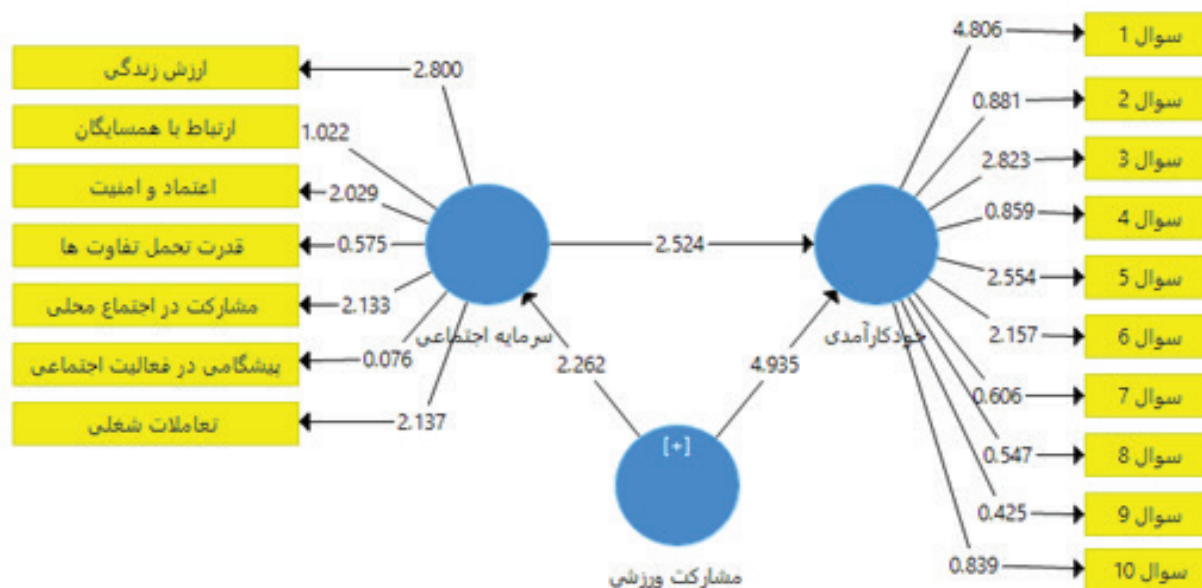 ارزش زندگی
ارتباط با همسایگان
اعتماد و امنیت
قدرت تحمل تفاوت ها
مشارکت در اجتماع محلی
پیشگامی در فعالیت اجتماعی
تعاملات شغلی
2.800
1.022
2.029
0.575
2.133
0.076
2.137
سرمایه اجتماعی
2.524
2.262
4.935
[+]
مشارکت ورزشی
خودکارآمدی
4.806
0.881
2.823
0.859
2.554
2.157
0.606
0.547
0.425
0.839
سوال 1
سوال 2
سوال 3
سوال 4
سوال 5
سوال 6
سوال 7
سوال 8
سوال 9
سوال 10